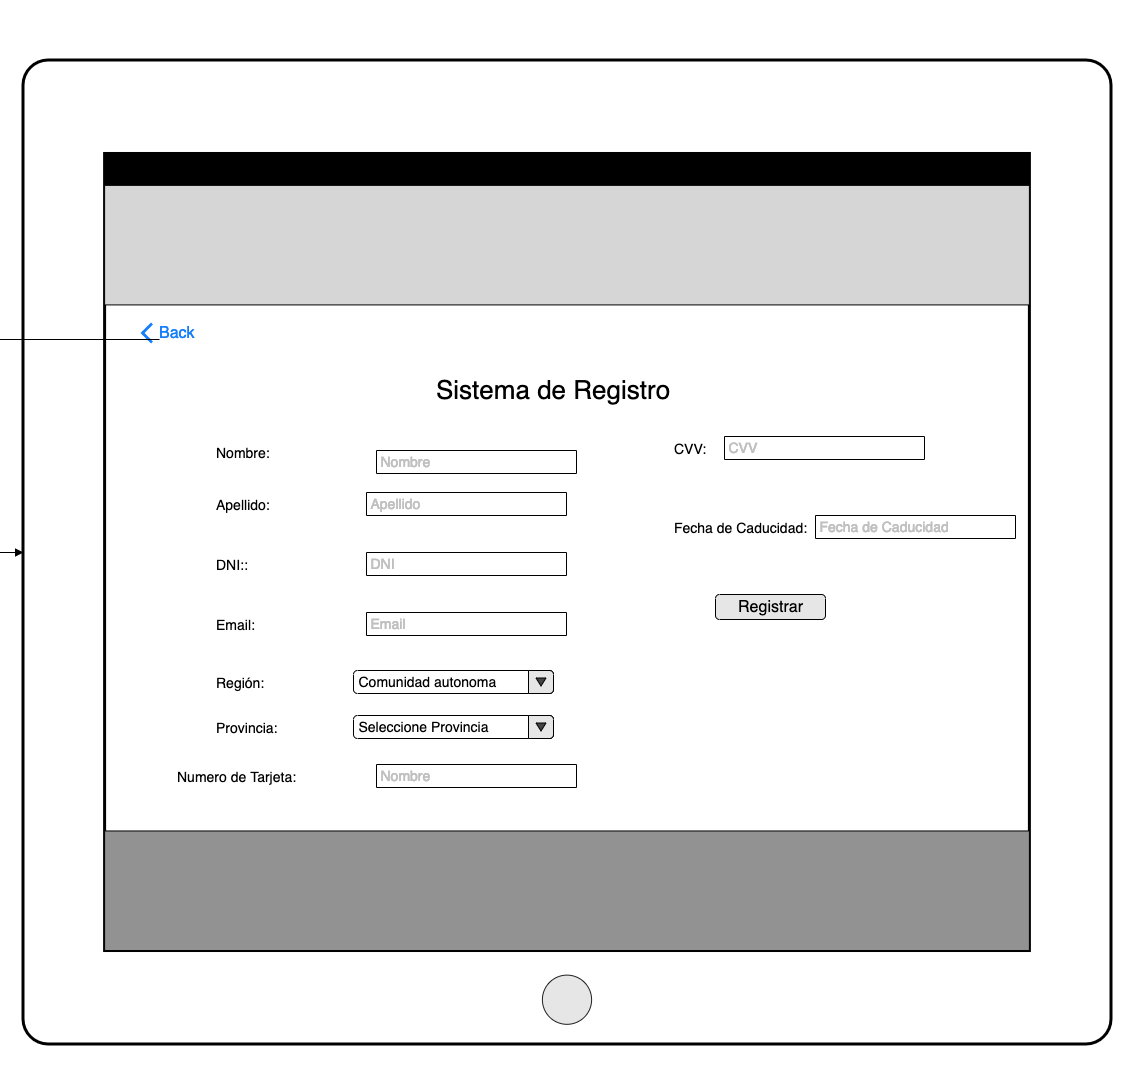 Back
Sistema de Registro
Nombre:
Nombre
Apellido:
Apellido
DNI::
DNI
Email:
Email
Región:
Comunidad autonoma
Provincia:
Seleccione Provincia
Numero de Tarjeta:
Nombre
CVV:
CVV
Fecha de Caducidad:
Fecha de Caducidad
Registrar